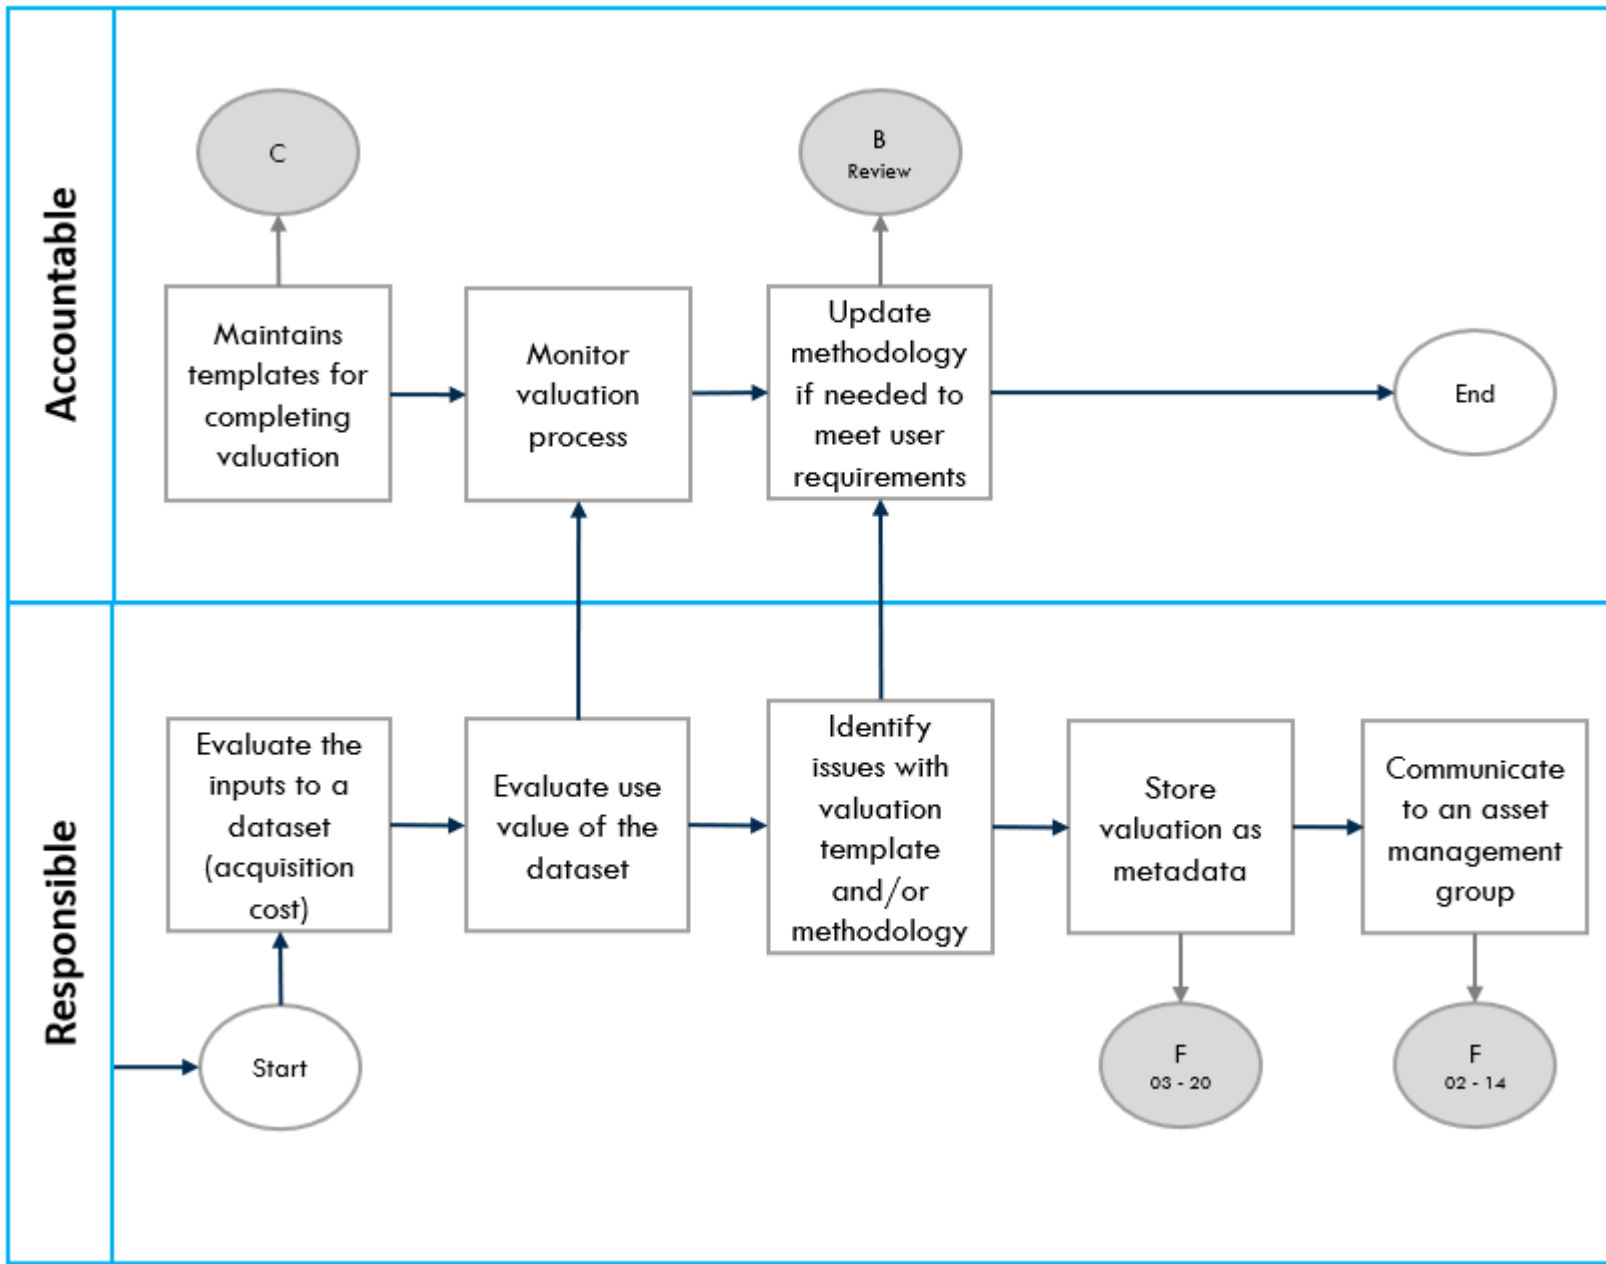 Accountable
C
B
Review
Maintains
templates for
completing
valuation
Monitor
valuation
process
Update
methodology
if needed to
meet user
requirements
End
Responsible
Evaluate the
inputs to a
dataset
(acquisition
cost)
Evaluate use
value of the
dataset
Identify
issues with
valuation
template
and/or
methodology
Store
valuation as
metadata
Communicate
to an asset
management
group
Start
F
03 - 20
F
02 - 14